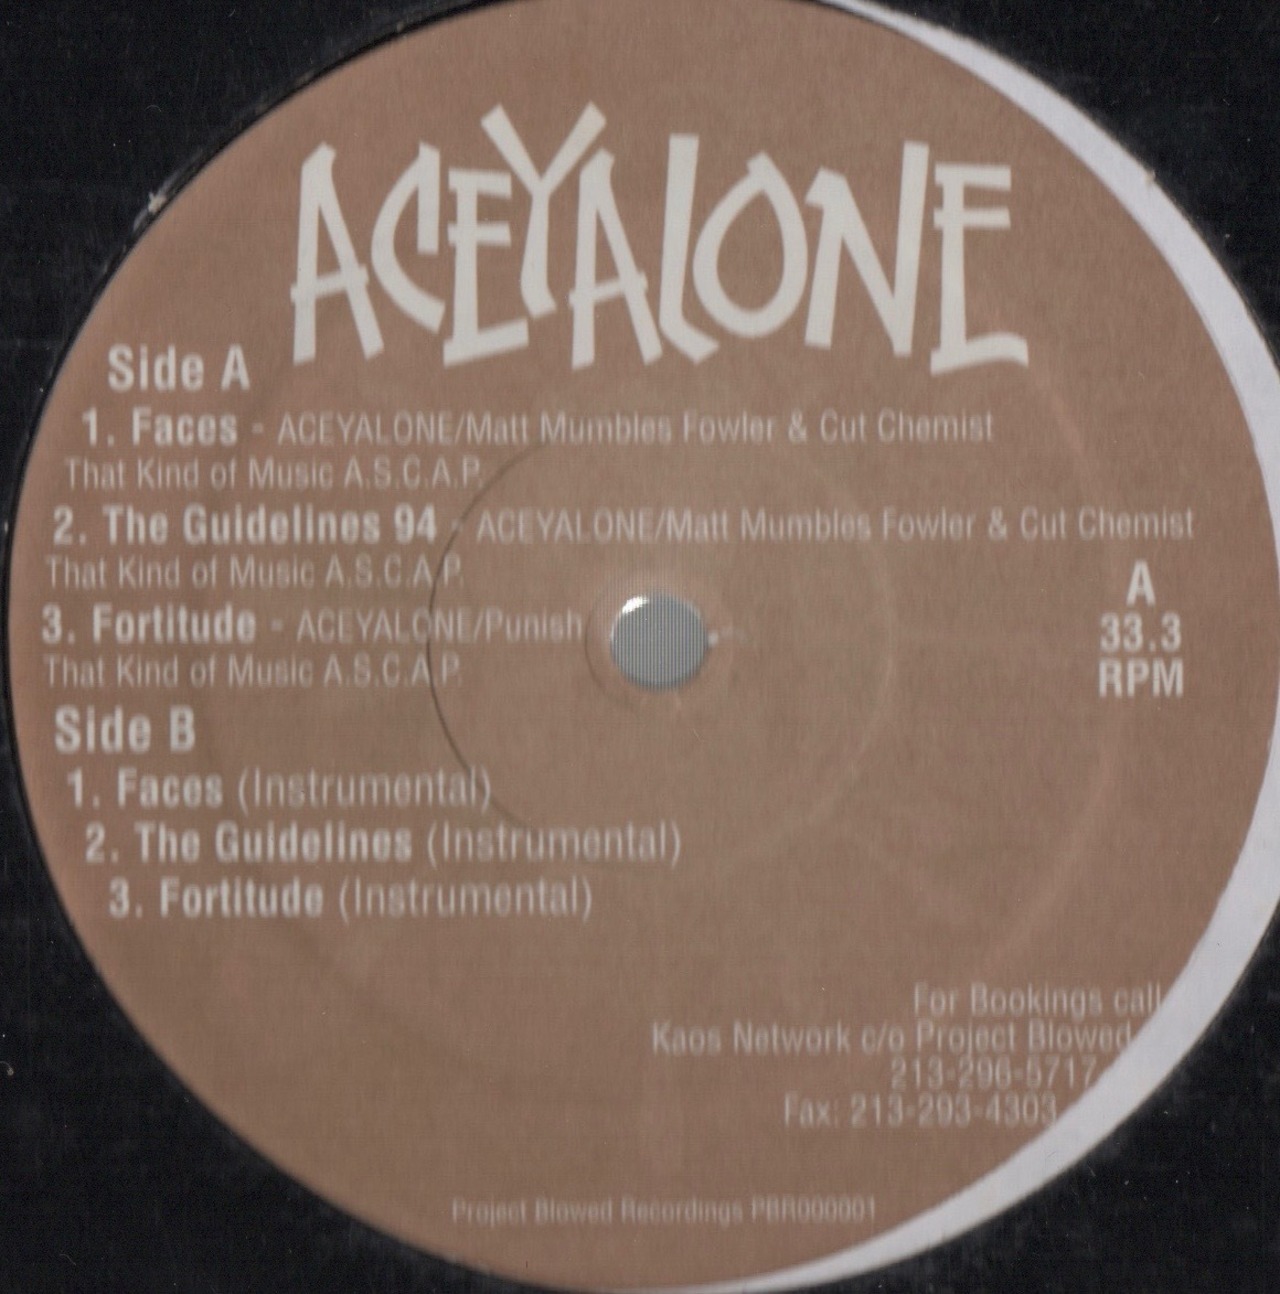 ACEYALONE
Side A
1. Faces - ACEYALONE/Matt Mumbles Fowler & Cut Chemist
That Kind of Music A.S.C.A.P.
2. The Guidelines 94 - ACEYALONE/Matt Mumbles Fowler & Cut Chemist
That Kind of Music A.S.C.A.P.
3. Fortitude - ACEYALONE/Punish
That Kind of Music A.S.C.A.P.
A
33.3
RPM
Side B
1. Faces (Instrumental)
2. The Guidelines (Instrumental)
3. Fortitude (Instrumental)
For Bookings call
Kaos Network c/o Project Blowed
213-296-5717
Fax: 213-293-4303
Project Blowed Recordings PBR000001